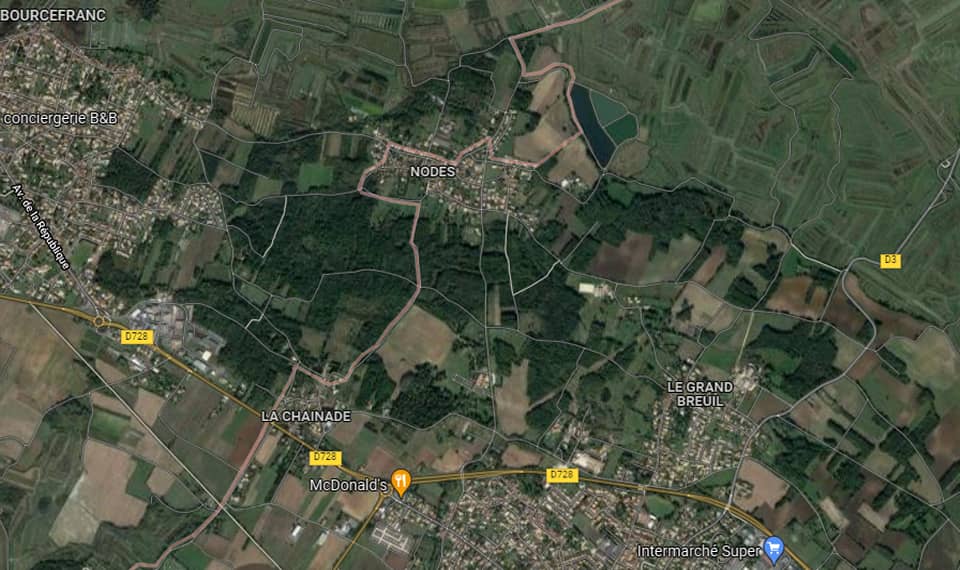 BOURCEFRANC
conciergerie B&B
NODES
Av. de la République
D3
D728
LE GRAND
BREUIL
LA CHAINADE
D728
D728
McDonald's
Intermarché Super